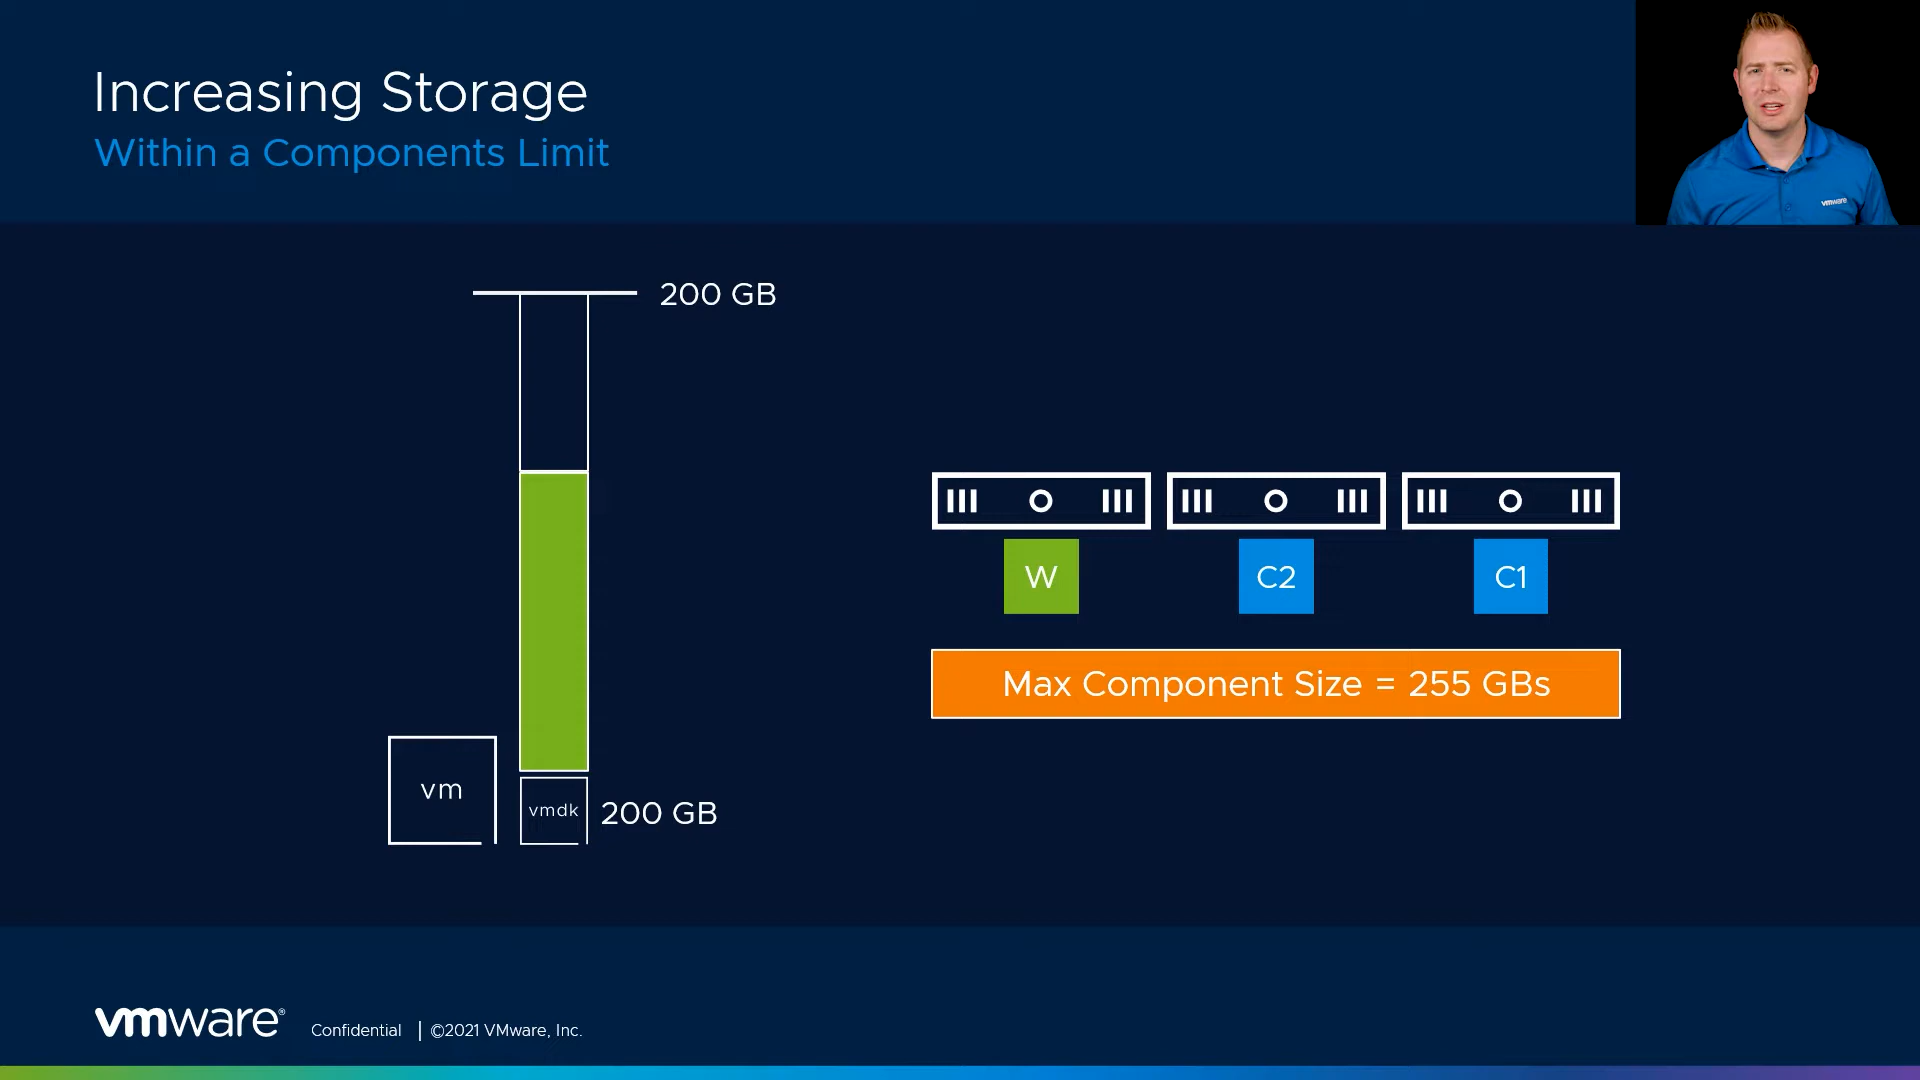 Increasing Storage
Within a Components Limit
vmware
200 GB
W
C2
C1
Max Component Size = 255 GBs
vm
vmdk
200 GB
vmware®
Confidential | ©2021 VMware, Inc.